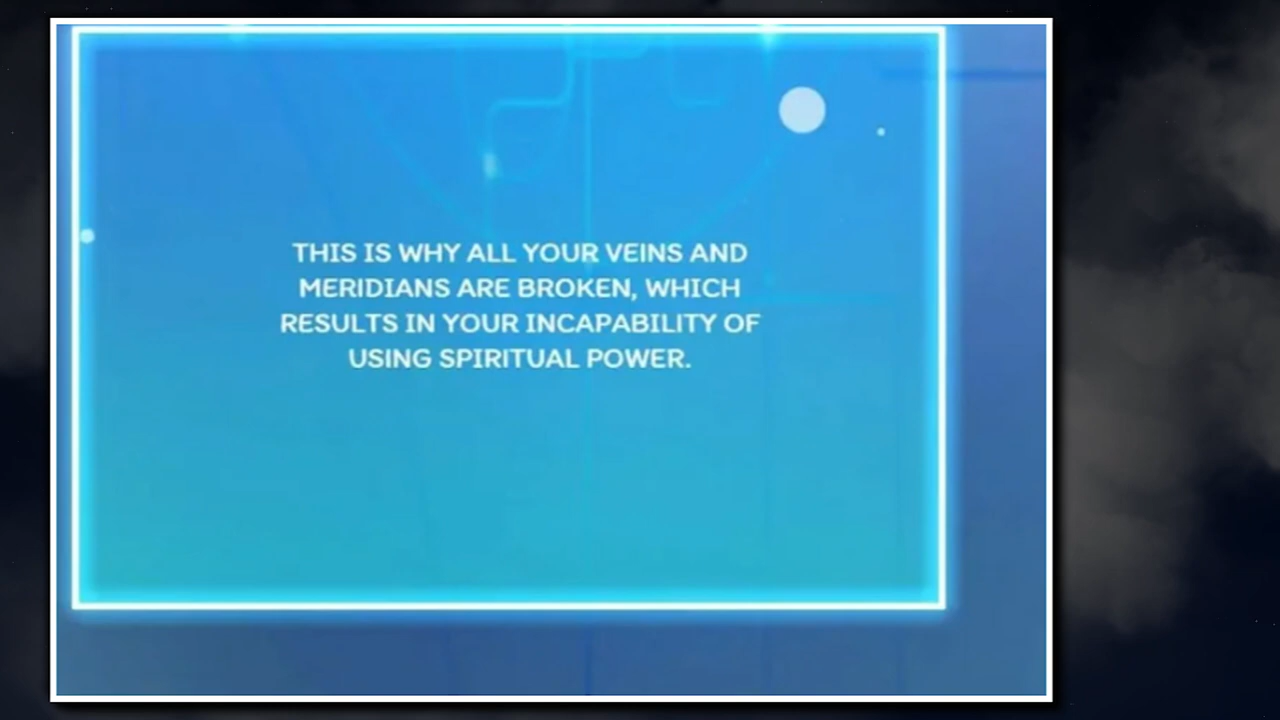 THIS IS WHY ALL YOUR VEINS AND
MERIDIANS ARE BROKEN, WHICH
RESULTS IN YOUR INCAPABILITY OF
USING SPIRITUAL POWER.